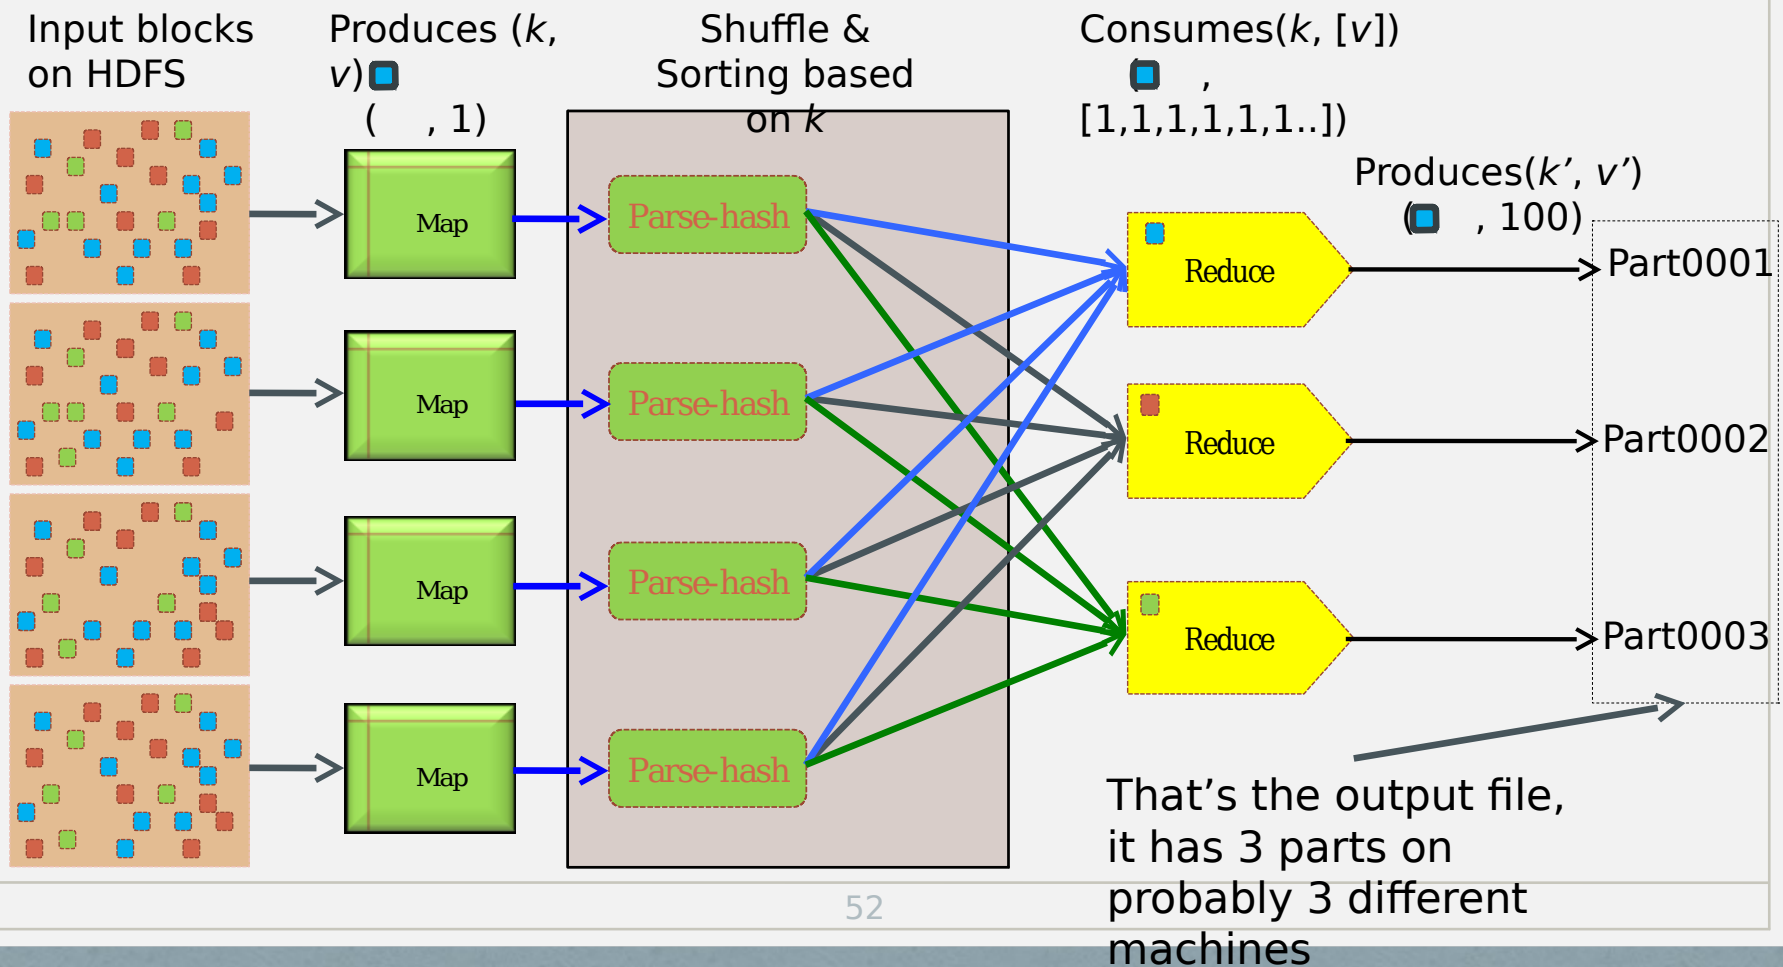 Input blocks
on HDFS
Produces (k,
v)
( , 1)
Shuffle &
Sorting based
on k
Consumes(k, [v])
( ,
[1,1,1,1,1,1..])
Produces(k’, v’)
( , 100)
Map
Parse-hash
Reduce
Part0001
Map
Parse-hash
Reduce
Part0002
Map
Parse-hash
Reduce
Part0003
Map
Parse-hash
That’s the output file,
it has 3 parts on
probably 3 different
machines
52